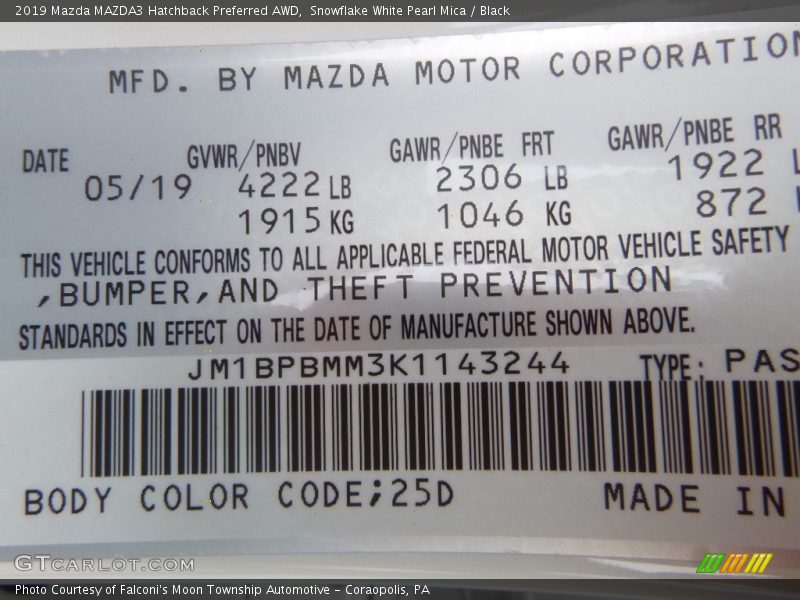 2019 Mazda MAZDA3 Hatchback Preferred AWD, Snowflake White Pearl Mica / Black
MFD. BY MAZDA MOTOR CORPORATION
DATE GVWR/PNBV GAWR/PNBE FRT GAWR/PNBE RR
05/19 4222 LB 2306 LB 1922 L
1915 KG 1046 KG 872
THIS VEHICLE CONFORMS TO ALL APPLICABLE FEDERAL MOTOR VEHICLE SAFETY
,BUMPER,AND THEFT PREVENTION
STANDARDS IN EFFECT ON THE DATE OF MANUFACTURE SHOWN ABOVE.
JM1BPBMM3K1143244 TYPE: PAS
BODY COLOR CODE;25D MADE IN
GTCARLOT.COM
Photo Courtesy of Falconi's Moon Township Automotive - Coraopolis, PA